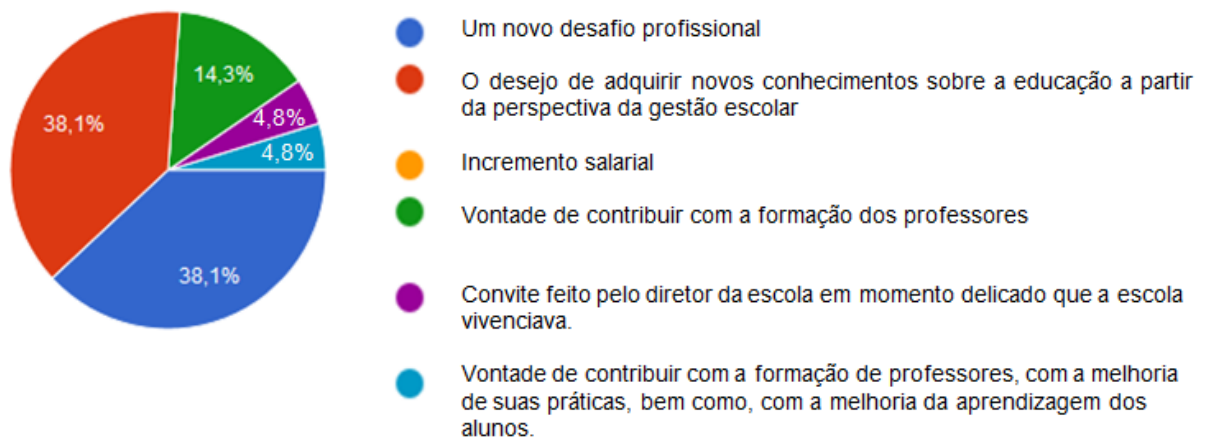 14,3%
38,1%
4,8%
4,8%
38,1%
Um novo desafio profissional
O desejo de adquirir novos conhecimentos sobre a educação a partir
da perspectiva da gestão escolar
Incremento salarial
Vontade de contribuir com a formação dos professores
Convite feito pelo diretor da escola em momento delicado que a escola
vivenciava.
Vontade de contribuir com a formação de professores, com a melhoria
de suas práticas, bem como, com a melhoria da aprendizagem dos
alunos.